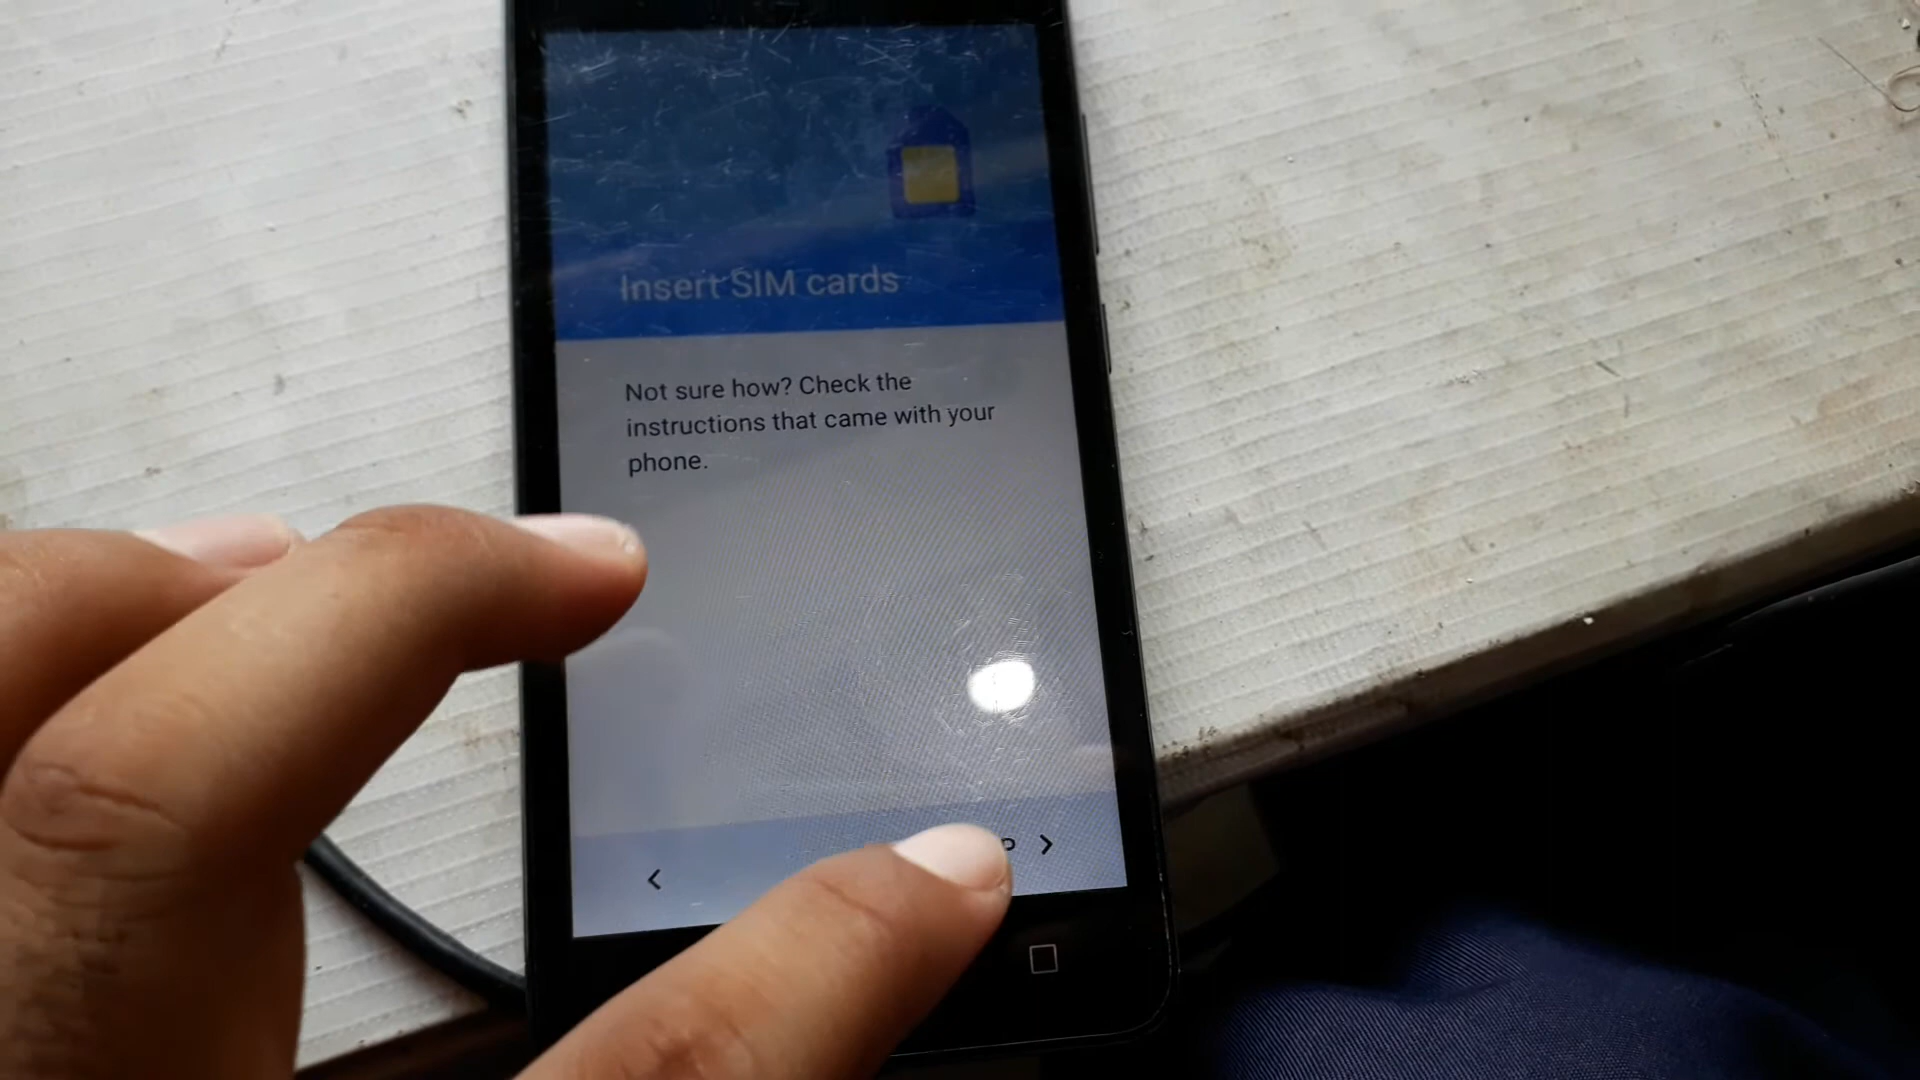 Insert SIM cards
Not sure how? Check the
instructions that came with your
phone.